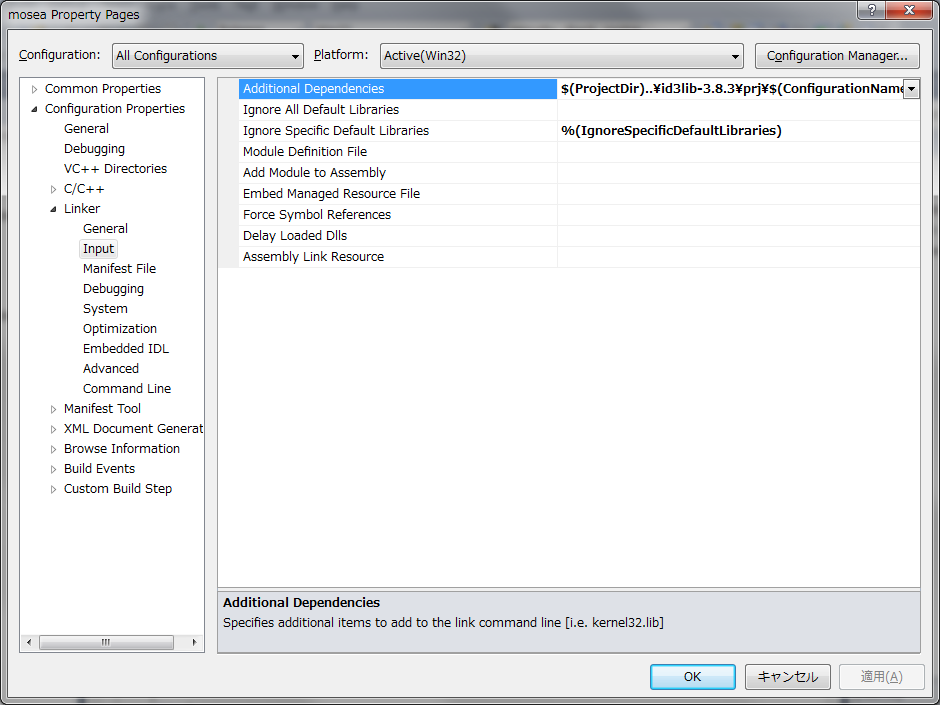 mosea Property Pages
?
Configuration: All Configurations Platform: Active(Win32) Configuration Manager...
Common Properties
Configuration Properties
General
Debugging
VC++ Directories
C/C++
Linker
General
Input
Manifest File
Debugging
System
Optimization
Embedded IDL
Advanced
Command Line
Manifest Tool
XML Document Generat
Browse Information
Build Events
Custom Build Step
Additional Dependencies $(ProjectDir)..¥id3lib-3.8.3¥prj¥$(ConfigurationName
Ignore All Default Libraries
Ignore Specific Default Libraries %(IgnoreSpecificDefaultLibraries)
Module Definition File
Add Module to Assembly
Embed Managed Resource File
Force Symbol References
Delay Loaded Dlls
Assembly Link Resource
Additional Dependencies
Specifies additional items to add to the link command line [i.e. kernel32.lib]
OK キャンセル 適用(A)